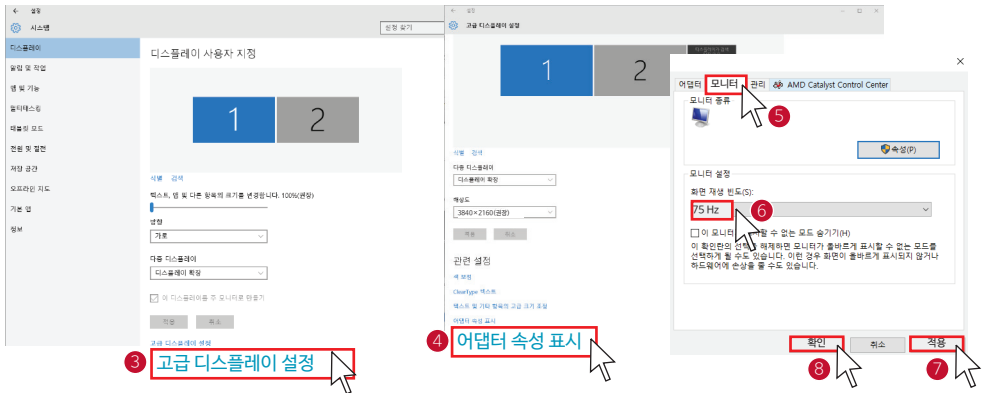 ← 설정
시스템
설정 찾기
디스플레이
알림 및 작업
앱 및 기능
멀티태스킹
태블릿 모드
전원 및 절전
저장 공간
오프라인 지도
기본 앱
정보
디스플레이 사용자 지정
1 2
식별 검색
텍스트, 앱 및 다른 항목의 크기를 변경합니다. 100%(권장)
방향
가로
다중 디스플레이
디스플레이 확장
이 디스플레이를 주 모니터로 만들기
적용 취소
고급 디스플레이 설정
3 고급 디스플레이 설정
← 설정
고급 디스플레이 설정
1 2
식별 검색
다중 디스플레이
디스플레이 확장
해상도
3840×2160(권장)
적용 취소
관련 설정
색 보정
ClearType 텍스트
텍스트 및 기타 항목의 고급 크기 조정
어댑터 속성 표시
4 어댑터 속성 표시
어댑터 모니터 관리 AMD Catalyst Control Center
5
모니터 종류
속성(P)
모니터 설정
화면 재생 빈도(S):
75 Hz 6
이 모니터 시할 수 없는 모드 숨기기(H)
이 확인란의 선택 해제하면 모니터가 올바르게 표시할 수 없는 모드를
선택하게 될 수도 있습니다. 이런 경우 화면이 올바르게 표시되지 않거나
하드웨어에 손상을 줄 수도 있습니다.
확인 취소 적용
8 7